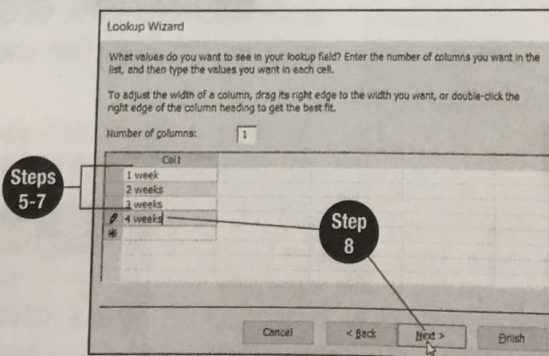 Lookup Wizard
What values do you want to see in your lookup field? Enter the number of columns you want in the
list, and then type the values you want in each cell.
To adjust the width of a column, drag its right edge to the width you want, or double-click the
right edge of the column heading to get the best fit.
Number of columns: 1
Col1
1 week
2 weeks
3 weeks
4 weeks
Steps
5-7
Step
8
Cancel < Back Next > Finish